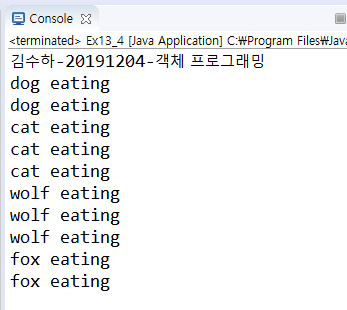 Console
<terminated> Ex13_4 [Java Application] C:₩Program Files₩Java
김수하-20191204-객체 프로그래밍
dog eating
dog eating
cat eating
cat eating
cat eating
wolf eating
wolf eating
wolf eating
fox eating
fox eating